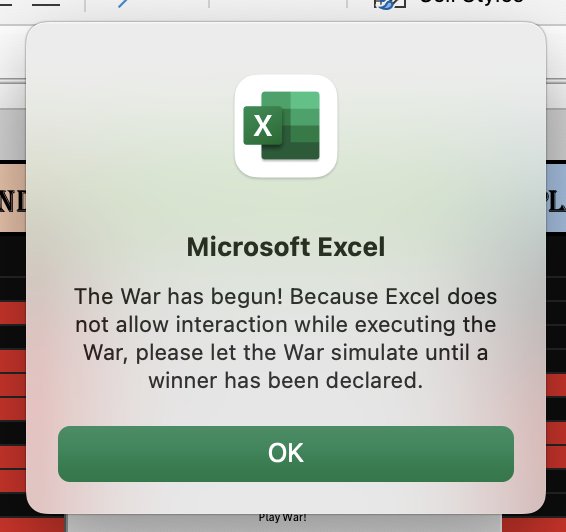 Cell Styles
ND
PL
X
Microsoft Excel
The War has begun! Because Excel does
not allow interaction while executing the
War, please let the War simulate until a
winner has been declared.
OK
Play War!